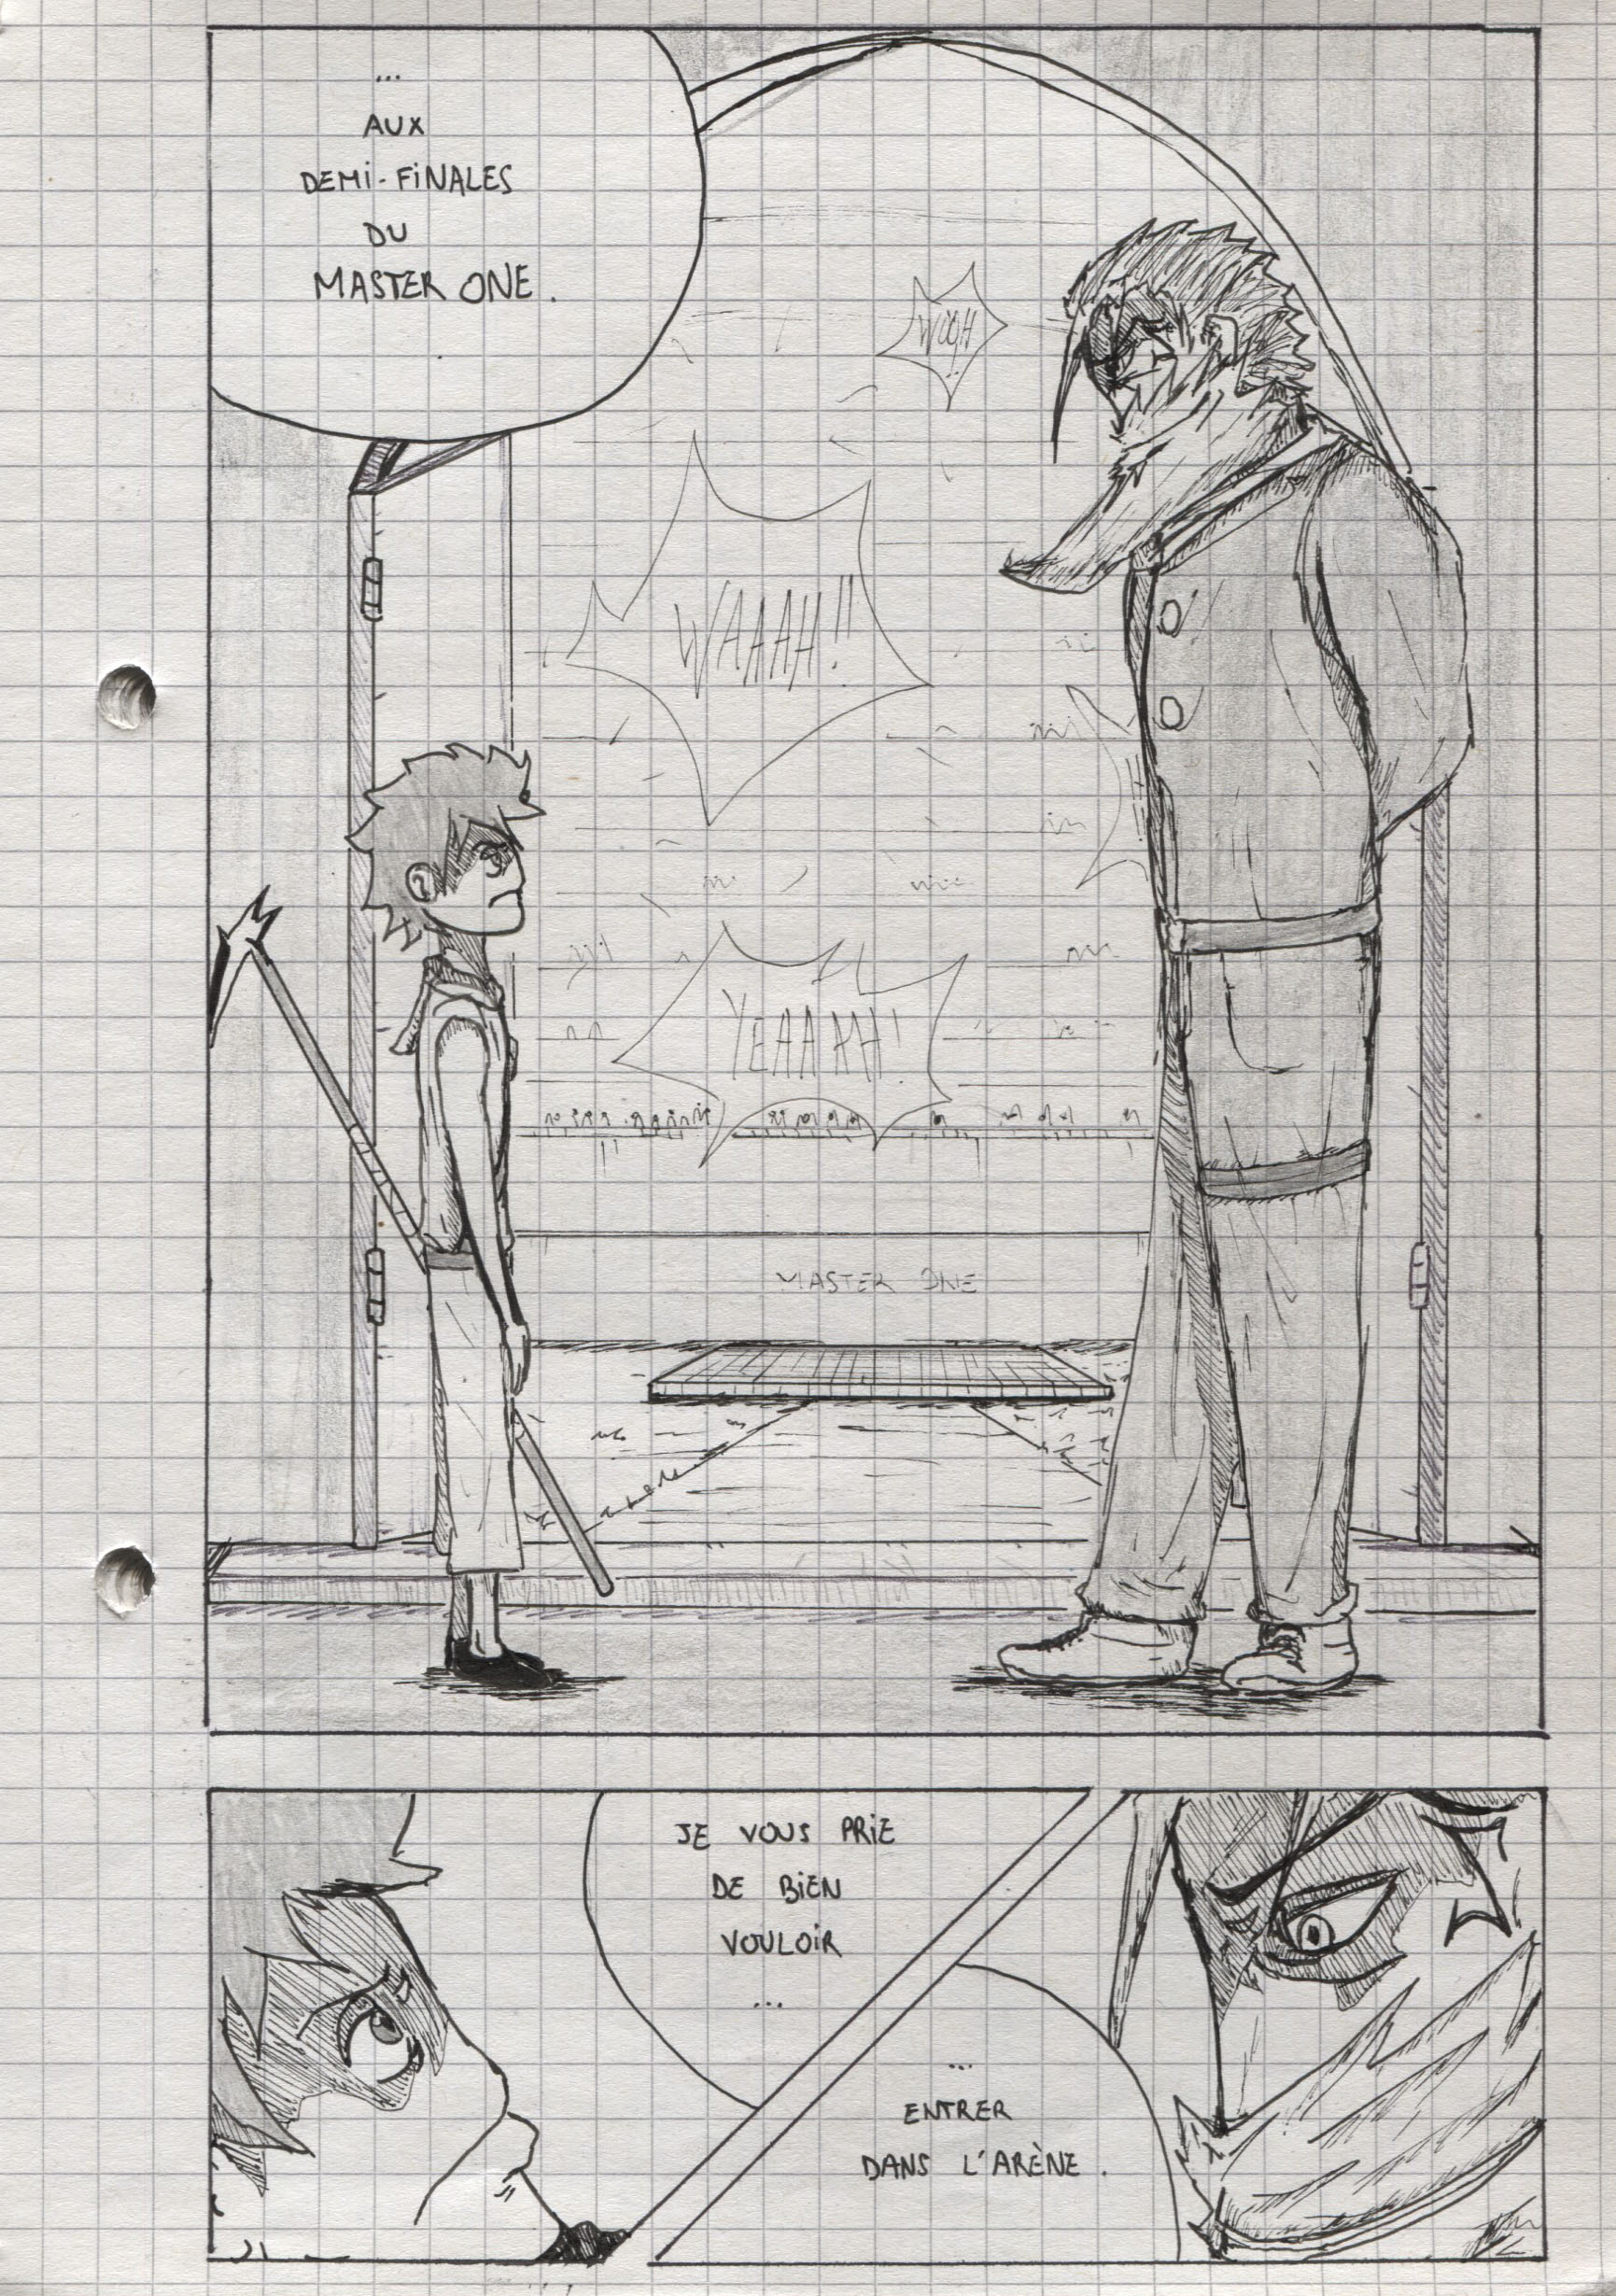 ...
AUX
DEMI-FINALES
DU
MASTER ONE.
WOOH
!!
WAAAH!!
YEAAAH!
MASTER ONE
JE VOUS PRIE
DE BIEN
VOULOIR
...
...
ENTRER
DANS L'ARÈNE.